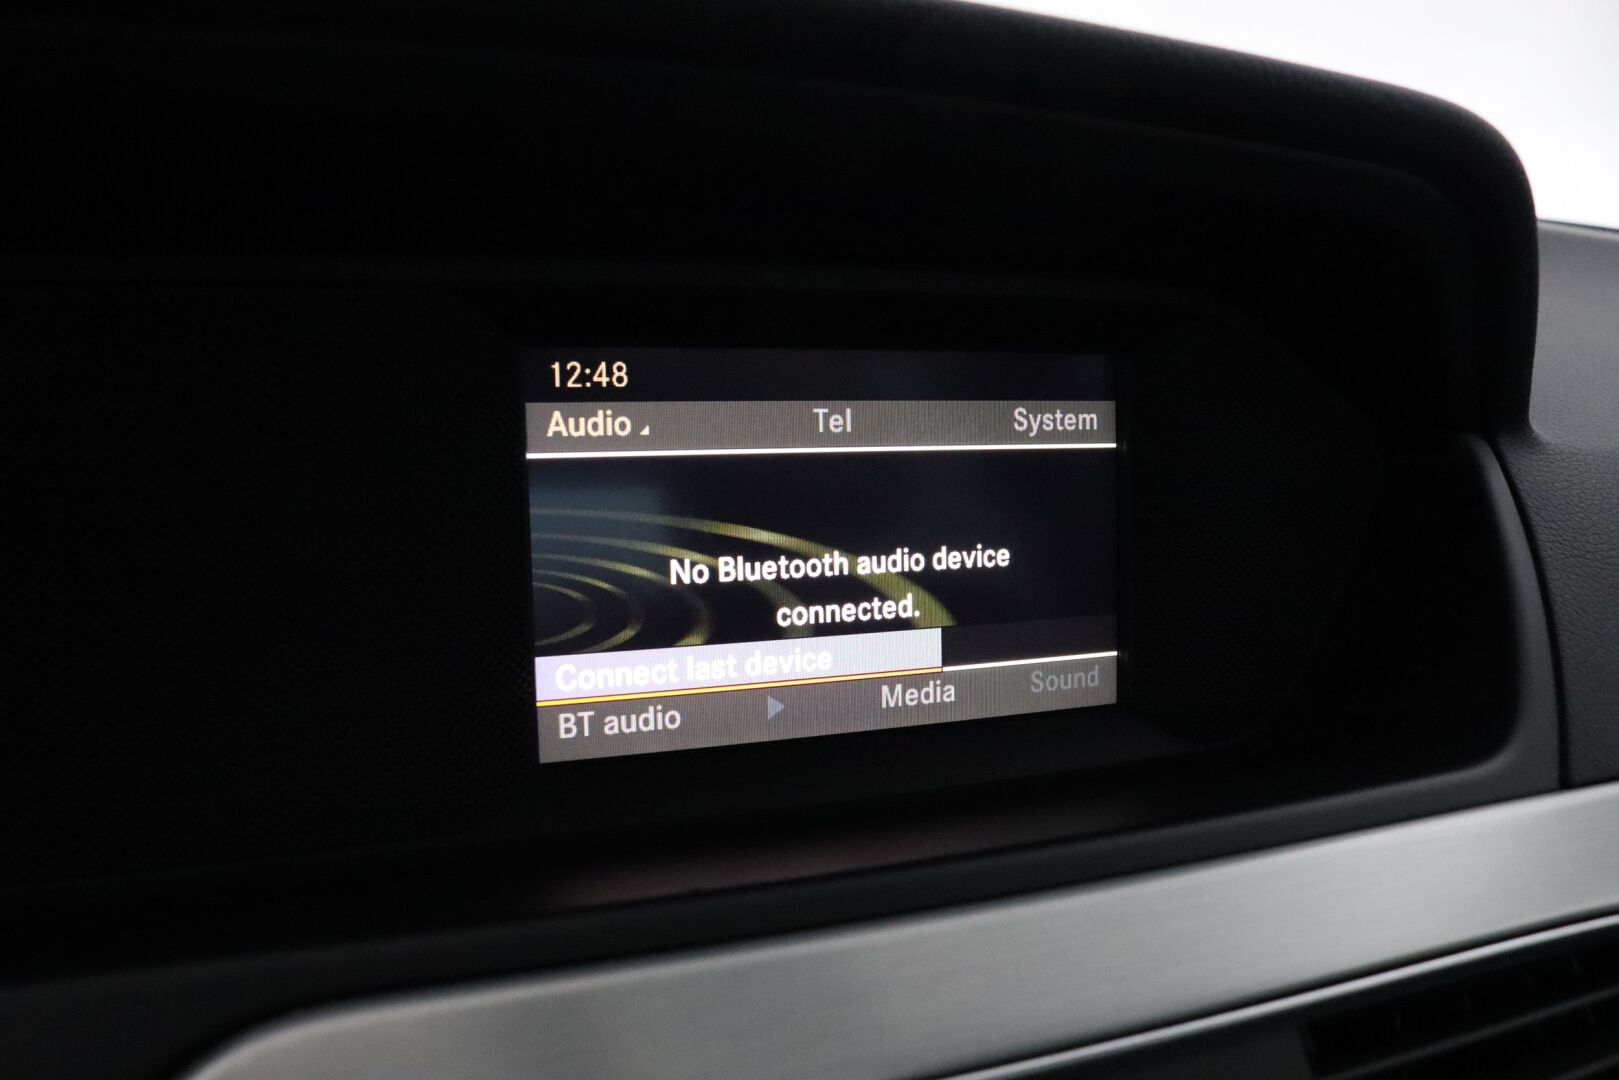 12:48
Audio Tel System
No Bluetooth audio device
connected.
Connect last device
BT audio Media Sound